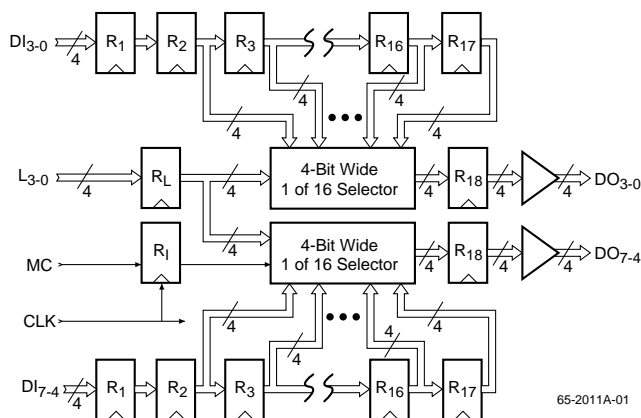 DI3-0 4 R1 R2 R3 R16 R17
4 4 4 4
L3-0 4 RL 4 4-Bit Wide 1 of 16 Selector 4 R18 4 4 DO3-0
MC RI 4 4-Bit Wide 1 of 16 Selector 4 R18 4 4 DO7-4
CLK
4 4 4 4
DI7-4 4 R1 R2 R3 R16 R17
65-2011A-01